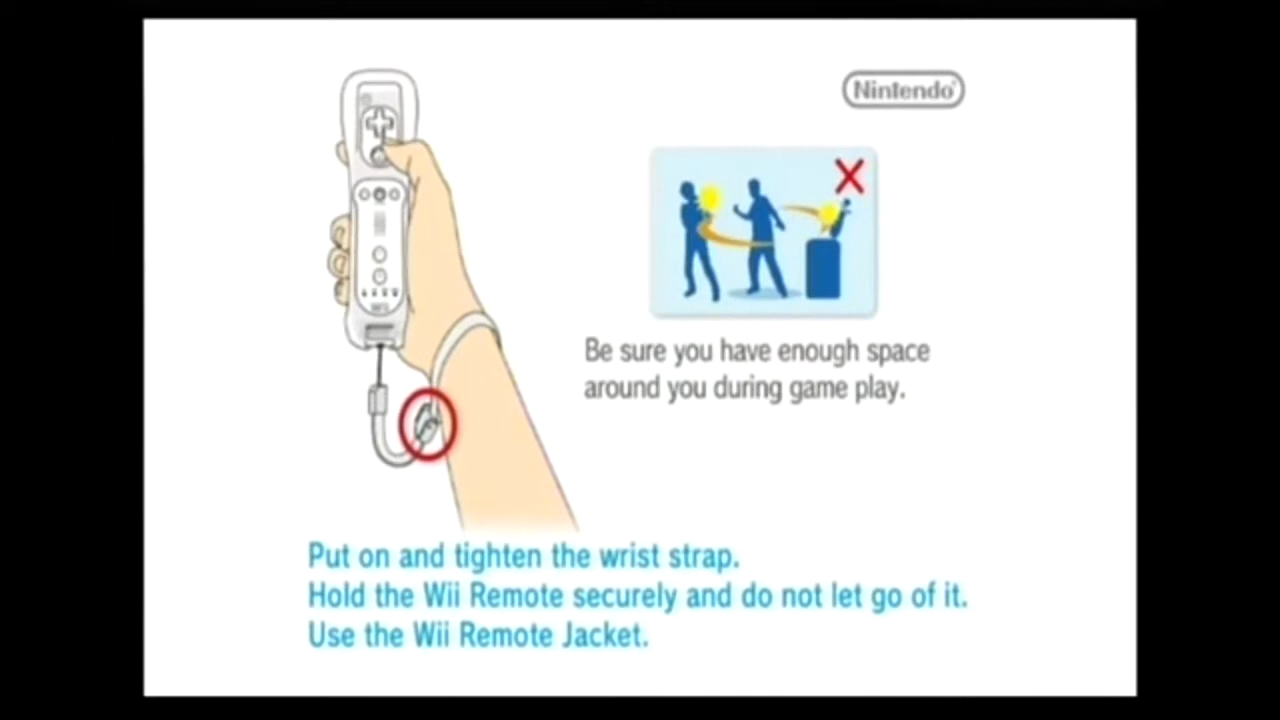 Nintendo
Be sure you have enough space
around you during game play.
Put on and tighten the wrist strap.
Hold the Wii Remote securely and do not let go of it.
Use the Wii Remote Jacket.